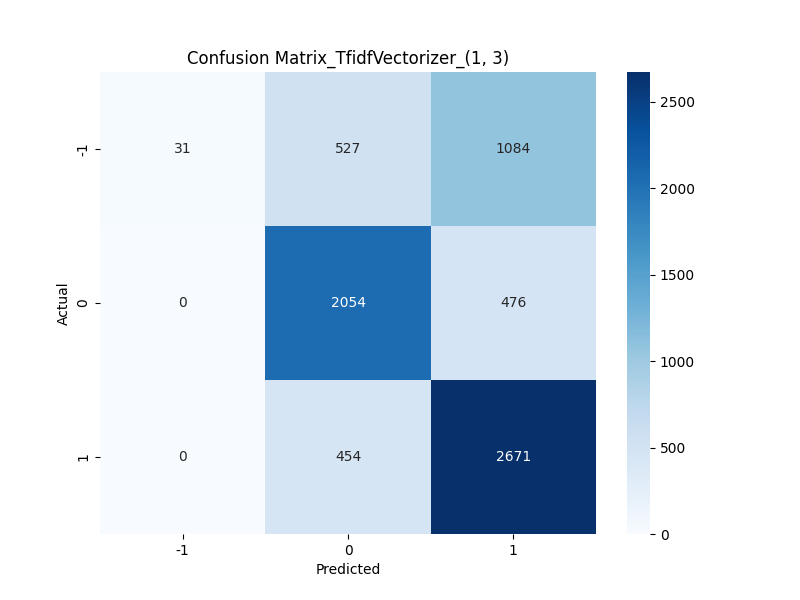 Confusion Matrix_TfidfVectorizer_(1, 3)
-1 31 527 1084
0 0 2054 476
1 0 454 2671
-1 0 1
Predicted
Actual
2500
2000
1500
1000
500
0